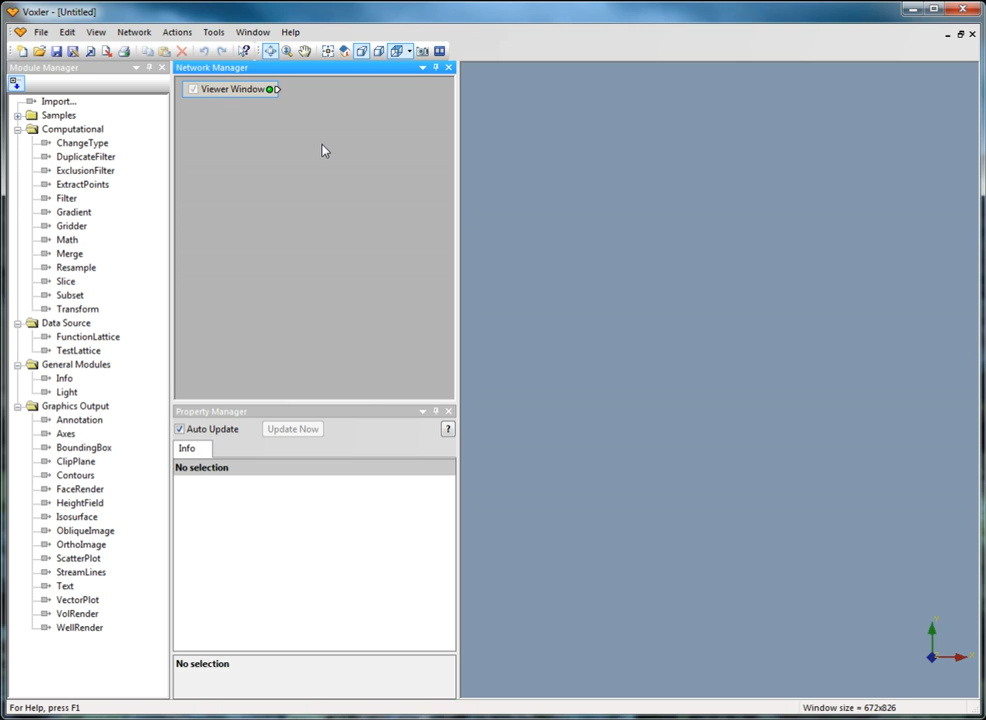 Voxler - [Untitled]
File Edit View Network Actions Tools Window Help
Module Manager
Import...
Samples
Computational
ChangeType
DuplicateFilter
ExclusionFilter
ExtractPoints
Filter
Gradient
Gridder
Math
Merge
Resample
Slice
Subset
Transform
Data Source
FunctionLattice
TestLattice
General Modules
Info
Light
Graphics Output
Annotation
Axes
BoundingBox
ClipPlane
Contours
FaceRender
HeightField
Isosurface
ObliqueImage
OrthoImage
ScatterPlot
StreamLines
Text
VectorPlot
VolRender
WellRender
Network Manager
Viewer Window
Property Manager
Auto Update Update Now ?
Info
No selection
No selection
For Help, press F1
Window size = 672x826